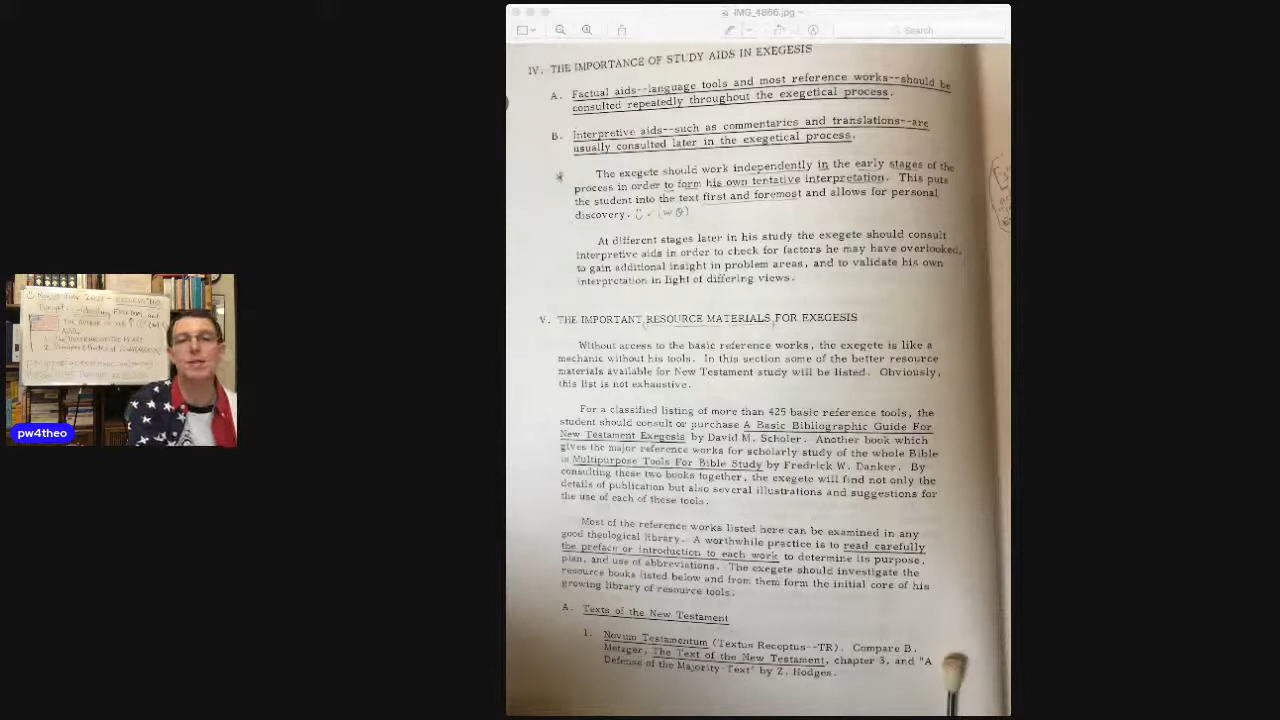 IMG_4866.jpg
Search
IV. THE IMPORTANCE OF STUDY AIDS IN EXEGESIS
A. Factual aids--language tools and most reference works--should be
consulted repeatedly throughout the exegetical process.
B. Interpretive aids--such as commentaries and translations--are
usually consulted later in the exegetical process.
The exegete should work independently in the early stages of the
process in order to form his own tentative interpretation. This puts
the student into the text first and foremost and allows for personal
discovery.
At different stages later in his study the exegete should consult
interpretive aids in order to check for factors he may have overlooked,
to gain additional insight in problem areas, and to validate his own
interpretation in light of differing views.
V. THE IMPORTANT RESOURCE MATERIALS FOR EXEGESIS
Without access to the basic reference works, the exegete is like a
mechanic without his tools. In this section some of the better resource
materials available for New Testament study will be listed. Obviously,
this list is not exhaustive.
For a classified listing of more than 425 basic reference tools, the
student should consult or purchase A Basic Bibliographic Guide For
New Testament Exegesis by David M. Scholer. Another book which
gives the major reference works for scholarly study of the whole Bible
is Multipurpose Tools For Bible Study by Fredrick W. Danker. By
consulting these two books together, the exegete will find not only the
details of publication but also several illustrations and suggestions for
the use of each of these tools.
Most of the reference works listed here can be examined in any
good theological library. A worthwhile practice is to read carefully
the preface or introduction to each work to determine its purpose,
plan, and use of abbreviations. The exegete should investigate the
resource books listed below and from them form the initial core of his
growing library of resource tools.
A. Texts of the New Testament
1. Novum Testamentum (Textus Receptus--TR). Compare B.
Metzger, The Text of the New Testament, chapter 3, and "A
Defense of the Majority Text" by Z. Hodges.
pw4theo